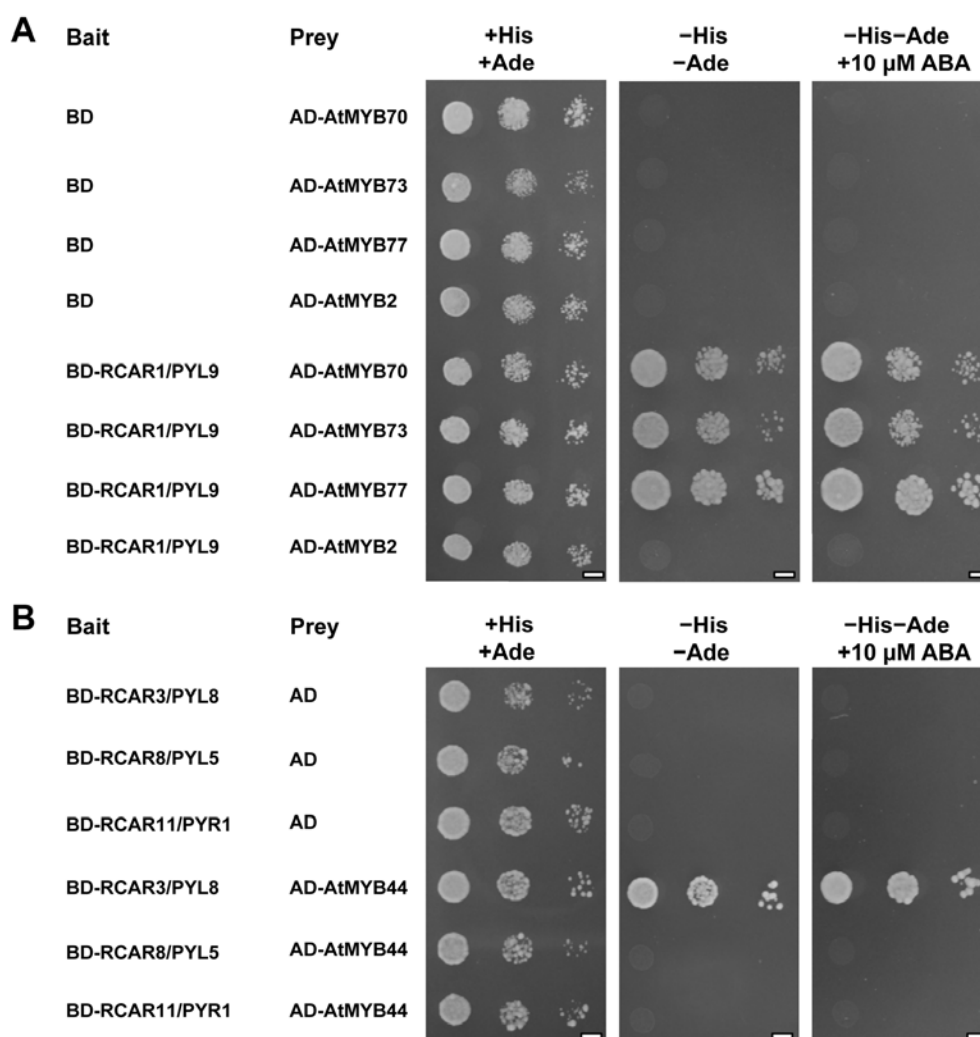 A Bait Prey +His −His −His−Ade
+Ade −Ade +10 µM ABA
BD AD-AtMYB70
BD AD-AtMYB73
BD AD-AtMYB77
BD AD-AtMYB2
BD-RCAR1/PYL9 AD-AtMYB70
BD-RCAR1/PYL9 AD-AtMYB73
BD-RCAR1/PYL9 AD-AtMYB77
BD-RCAR1/PYL9 AD-AtMYB2
B Bait Prey +His −His −His−Ade
+Ade −Ade +10 µM ABA
BD-RCAR3/PYL8 AD
BD-RCAR8/PYL5 AD
BD-RCAR11/PYR1 AD
BD-RCAR3/PYL8 AD-AtMYB44
BD-RCAR8/PYL5 AD-AtMYB44
BD-RCAR11/PYR1 AD-AtMYB44